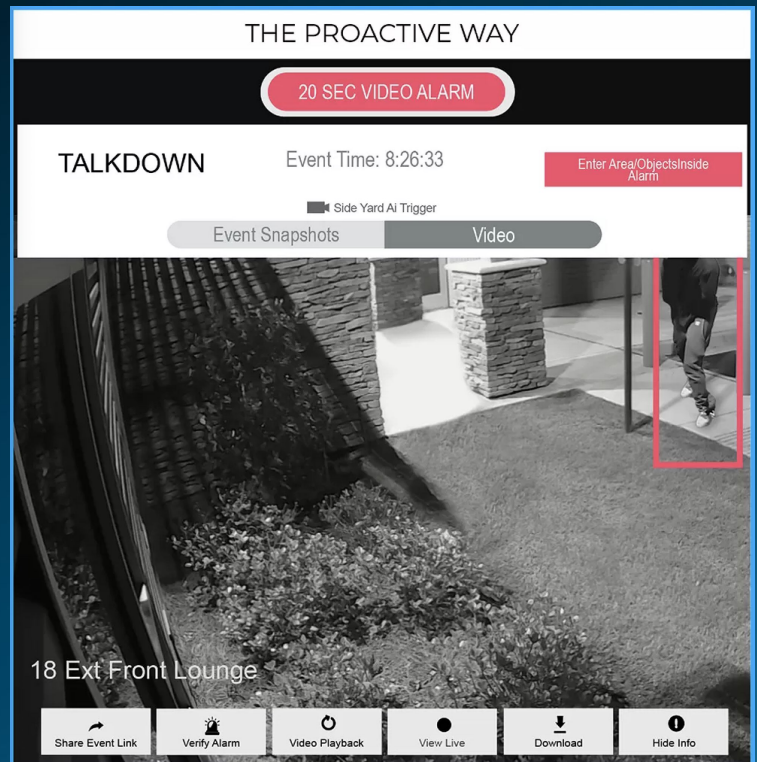 THE PROACTIVE WAY
20 SEC VIDEO ALARM
TALKDOWN
Event Time: 8:26:33
Enter Area/ObjectsInside
Alarm
Side Yard Ai Trigger
Event Snapshots
Video
18 Ext Front Lounge
Share Event Link
Verify Alarm
Video Playback
View Live
Download
Hide Info